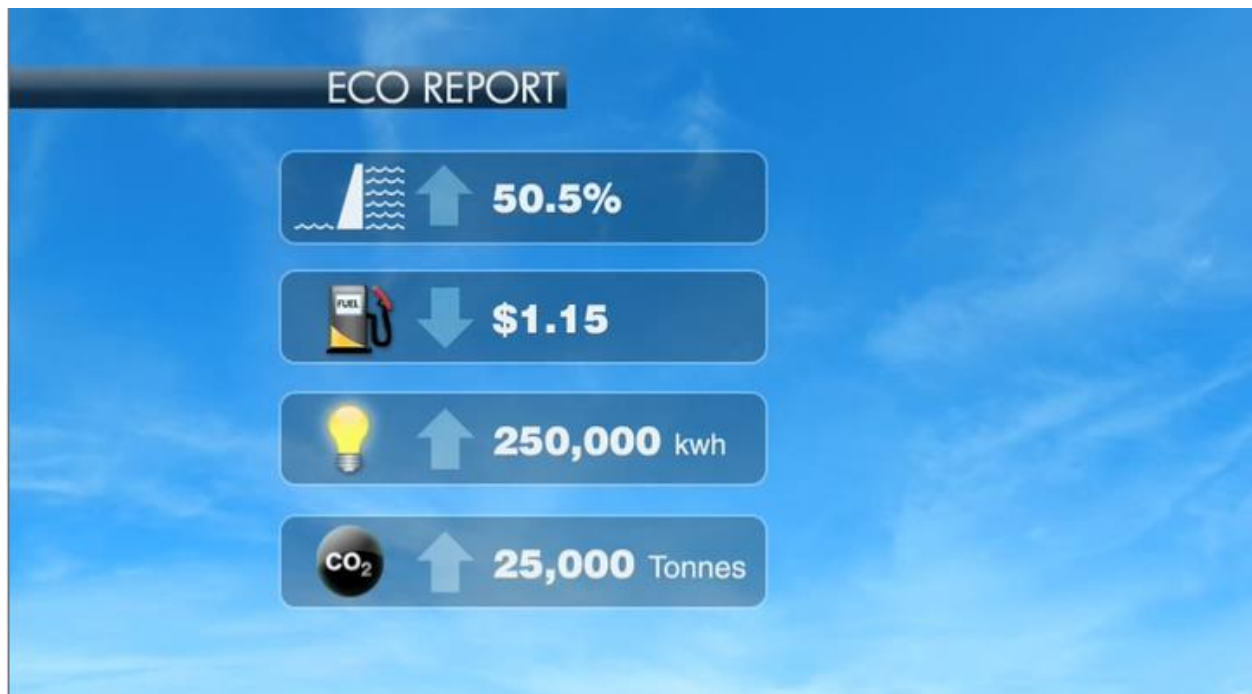 ECO REPORT
50.5%
FUEL
$1.15
250,000 kwh
CO₂
25,000 Tonnes